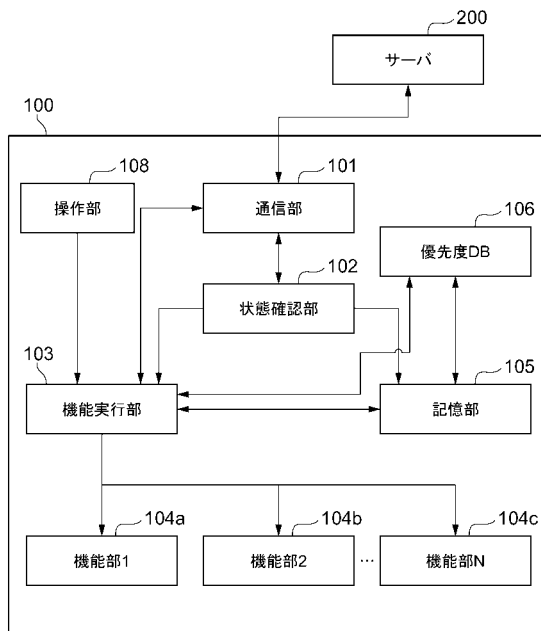 200
サーバ
100
108
操作部
101
通信部
106
優先度DB
102
状態確認部
103
機能実行部
105
記憶部
104a
機能部1
104b
機能部2
…
104c
機能部N